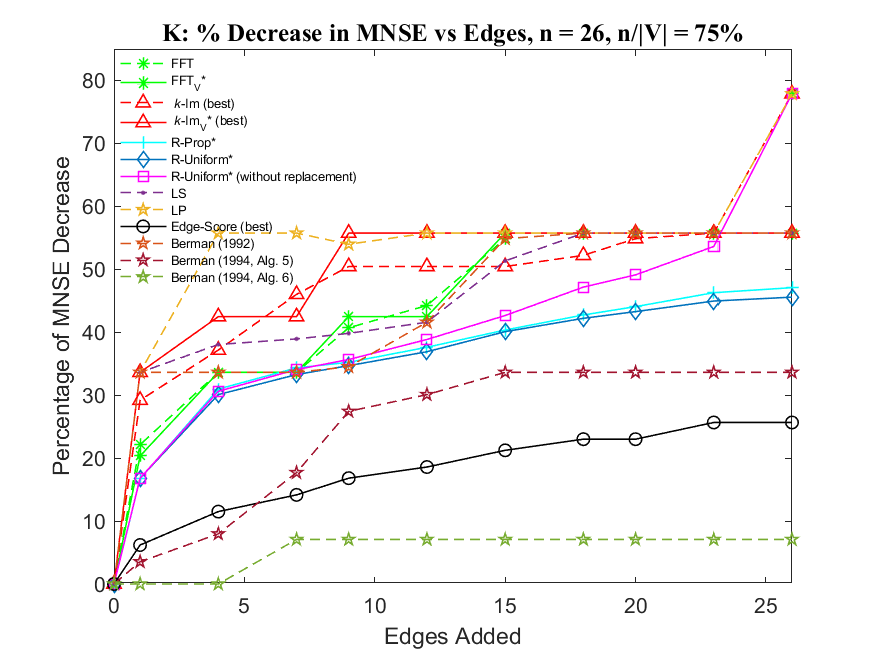 K: % Decrease in MNSE vs Edges, n = 26, n/|V| = 75%
FFT
FFT_V*
k-Im (best)
k-Im_V* (best)
R-Prop*
R-Uniform*
R-Uniform* (without replacement)
LS
LP
Edge-Score (best)
Berman (1992)
Berman (1994, Alg. 5)
Berman (1994, Alg. 6)
Percentage of MNSE Decrease
80
70
60
50
40
30
20
10
0
0 5 10 15 20 25
Edges Added